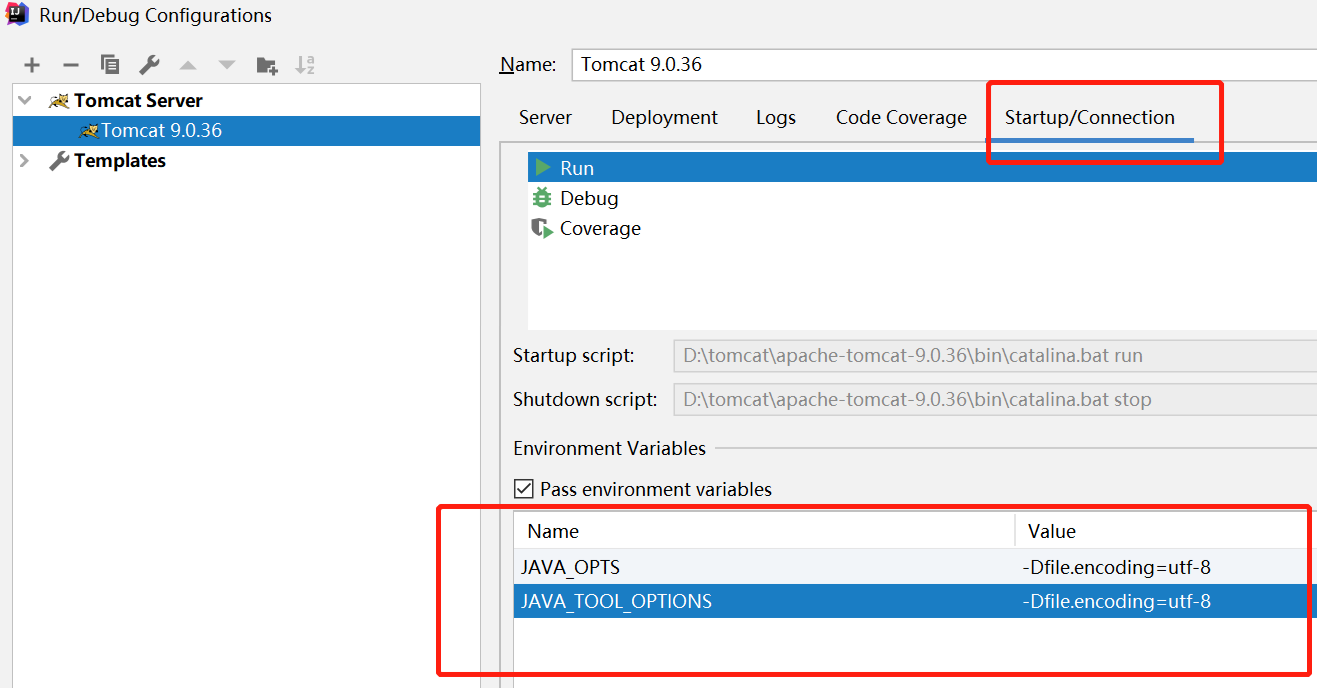 Run/Debug Configurations
Name: Tomcat 9.0.36
Tomcat Server
Tomcat 9.0.36
Templates
Server Deployment Logs Code Coverage Startup/Connection
Run
Debug
Coverage
Startup script: D:\tomcat\apache-tomcat-9.0.36\bin\catalina.bat run
Shutdown script: D:\tomcat\apache-tomcat-9.0.36\bin\catalina.bat stop
Environment Variables
Pass environment variables
Name Value
JAVA_OPTS -Dfile.encoding=utf-8
JAVA_TOOL_OPTIONS -Dfile.encoding=utf-8